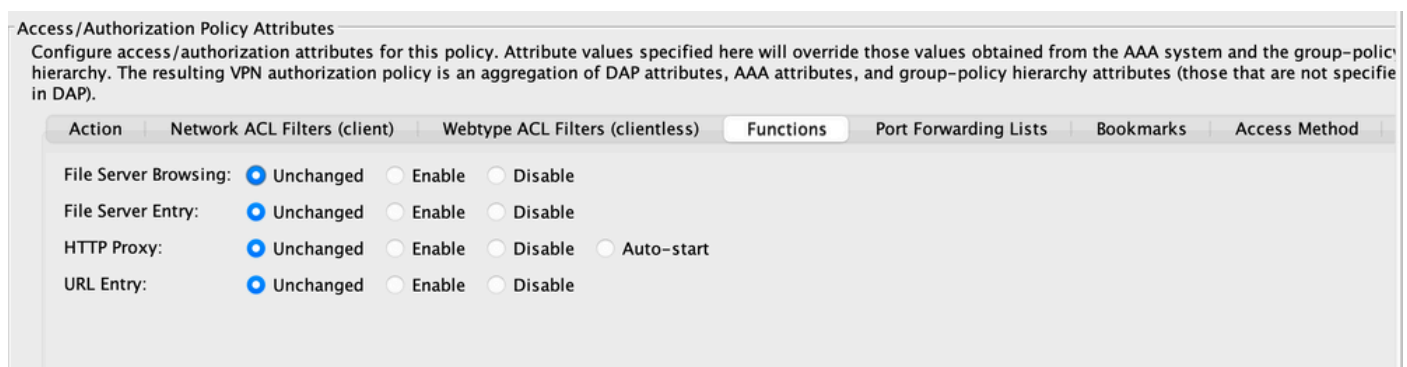 Access/Authorization Policy Attributes
Configure access/authorization attributes for this policy. Attribute values specified here will override those values obtained from the AAA system and the group-policy
hierarchy. The resulting VPN authorization policy is an aggregation of DAP attributes, AAA attributes, and group-policy hierarchy attributes (those that are not specifie
in DAP).
Action Network ACL Filters (client) Webtype ACL Filters (clientless) Functions Port Forwarding Lists Bookmarks Access Method
File Server Browsing: Unchanged Enable Disable
File Server Entry: Unchanged Enable Disable
HTTP Proxy: Unchanged Enable Disable Auto-start
URL Entry: Unchanged Enable Disable